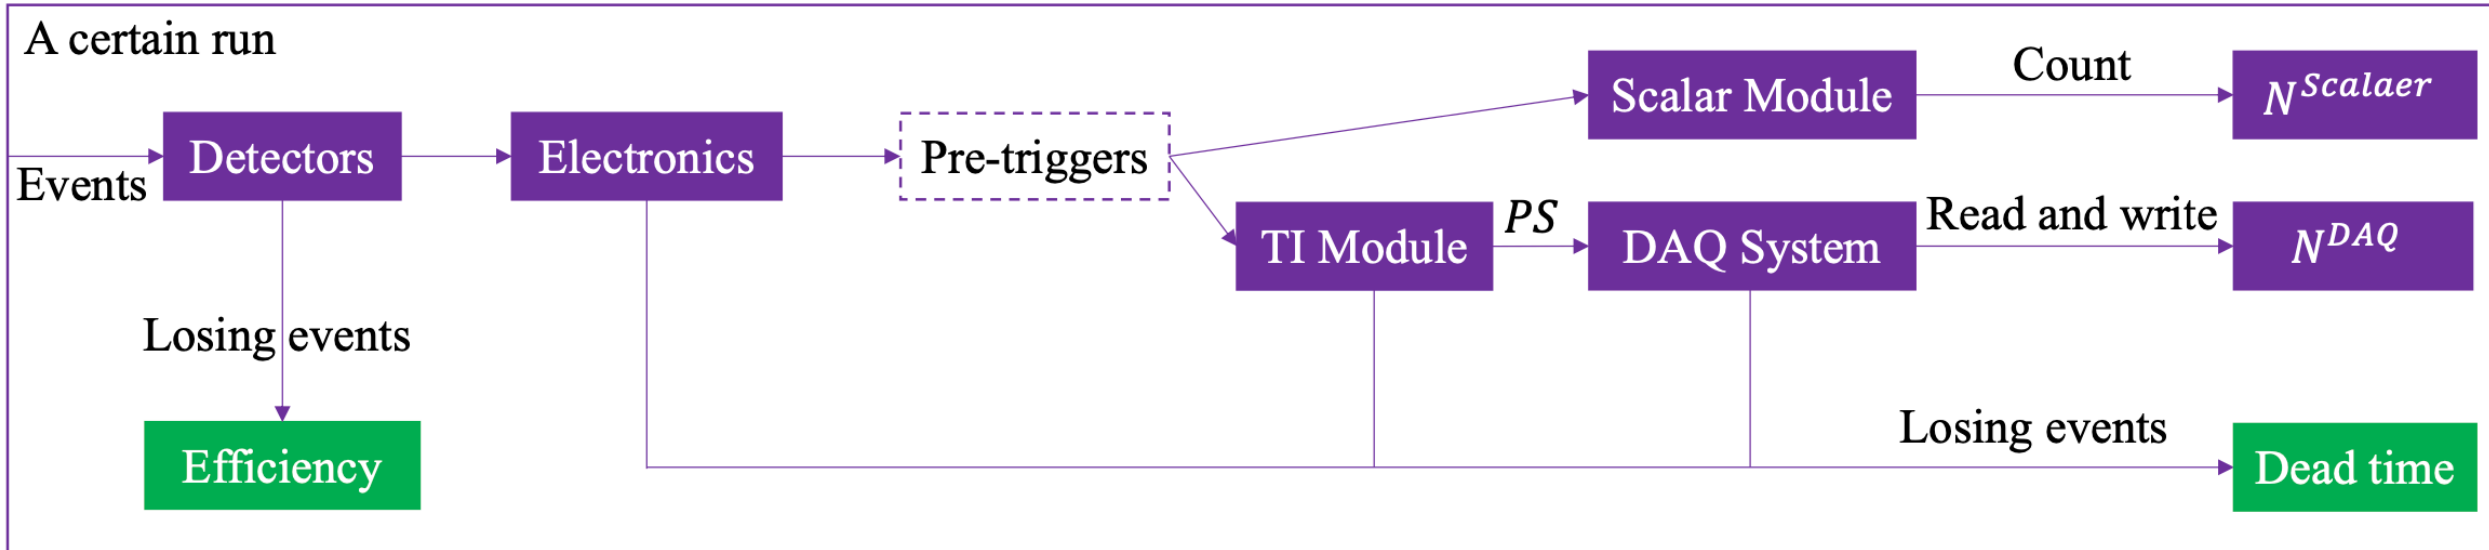 A certain run
Events
Detectors
Electronics
Pre-triggers
Scalar Module
Count
N^{Scalaer}
TI Module
PS
DAQ System
Read and write
N^{DAQ}
Losing events
Efficiency
Losing events
Dead time